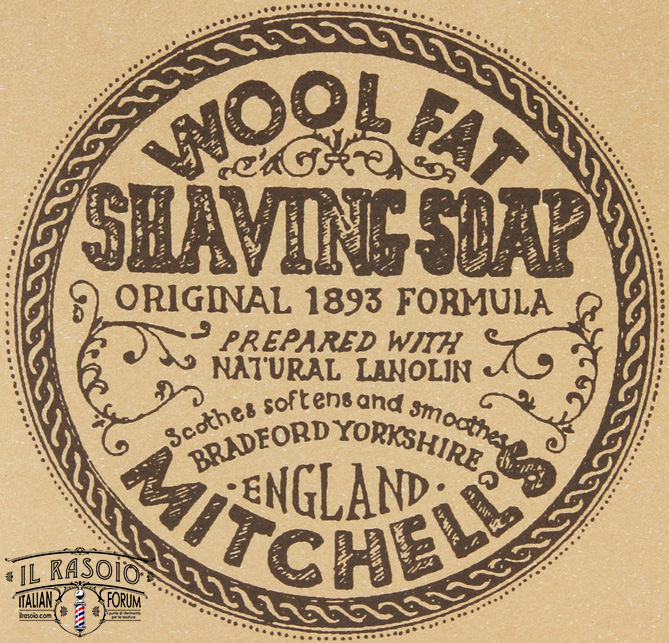 WOOL FAT
SHAVING SOAP
ORIGINAL 1893 FORMULA
PREPARED WITH
NATURAL LANOLIN
Soothes softens and smoothes
BRADFORD YORKSHIRE
·ENGLAND·
MITCHELL'S
IL RASOIO
ITALIAN FORUM
ilrasoio.com